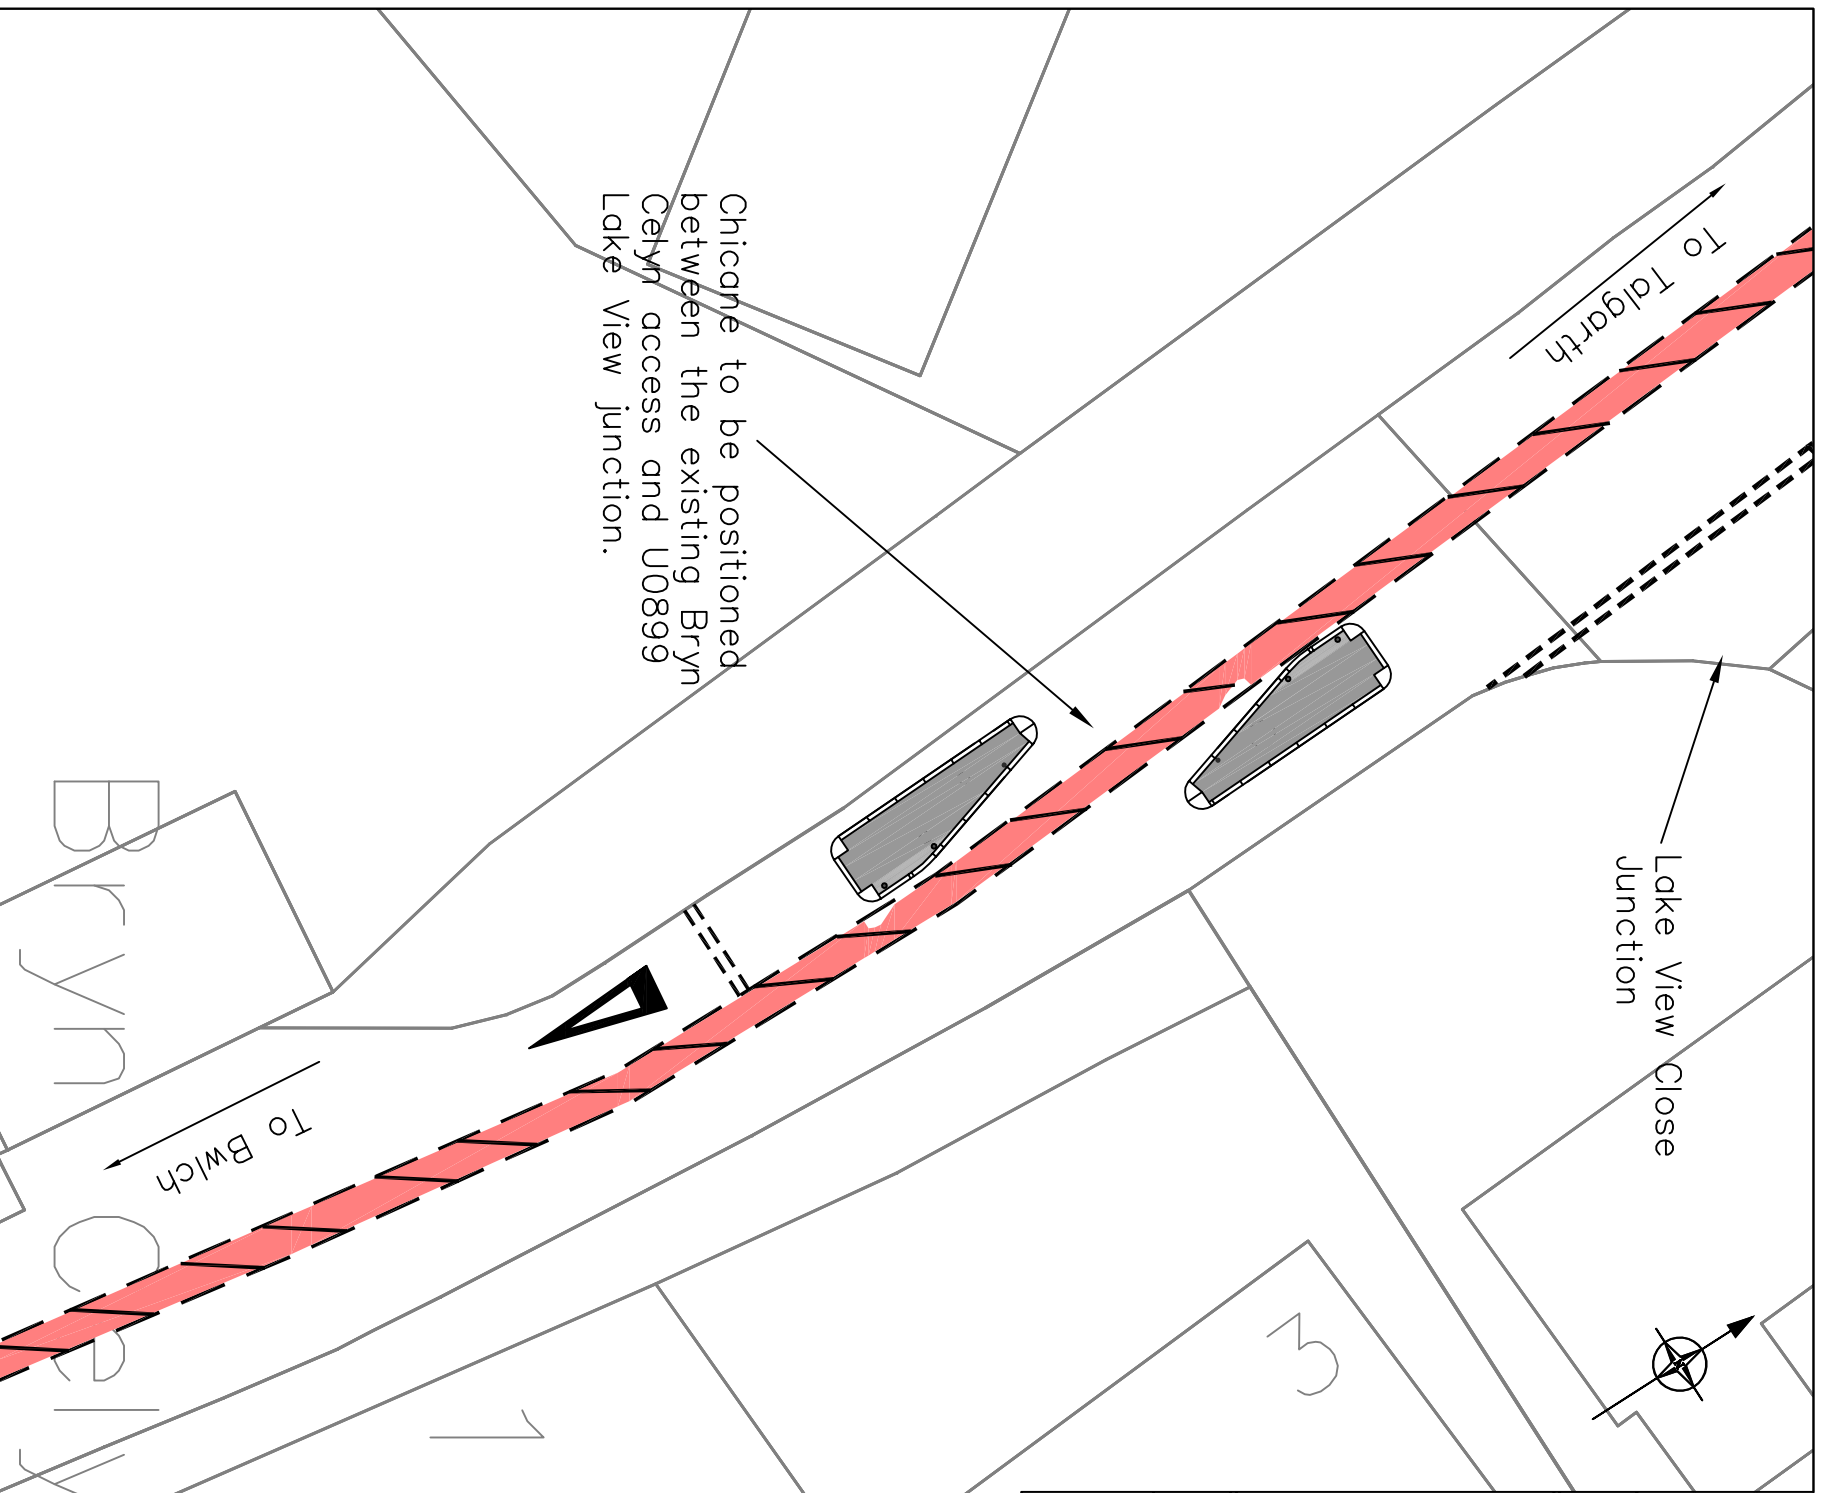 Chicane to be positioned
between the existing Bryn
Celyn access and U0899
Lake View junction.
To Talgarth
Lake View Close
Junction
To Bwlch
Bryn Cely
1
3